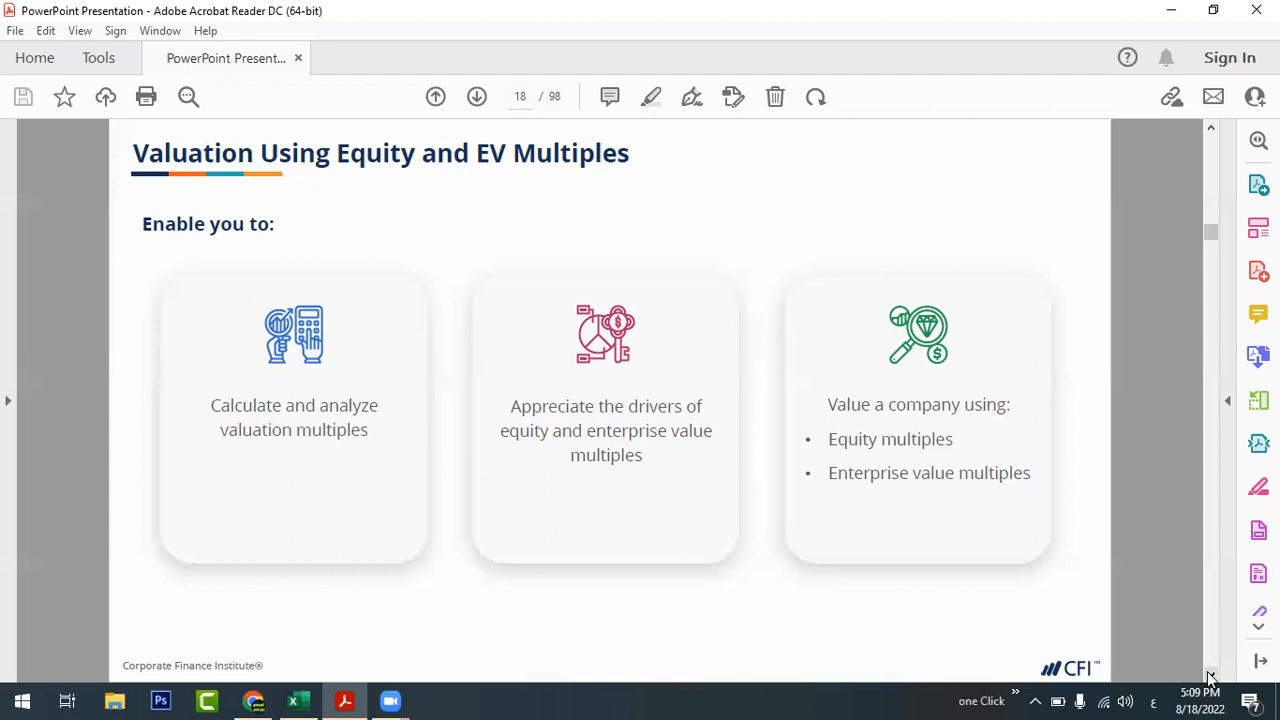 PowerPoint Presentation - Adobe Acrobat Reader DC (64-bit)
File Edit View Sign Window Help
Home Tools PowerPoint Present... Sign In
18 / 98
Valuation Using Equity and EV Multiples
Enable you to:
Calculate and analyze
valuation multiples
Appreciate the drivers of
equity and enterprise value
multiples
Value a company using:
• Equity multiples
• Enterprise value multiples
Corporate Finance Institute®
CFI™
Ps
one Click
ع
5:09 PM
8/18/2022
7